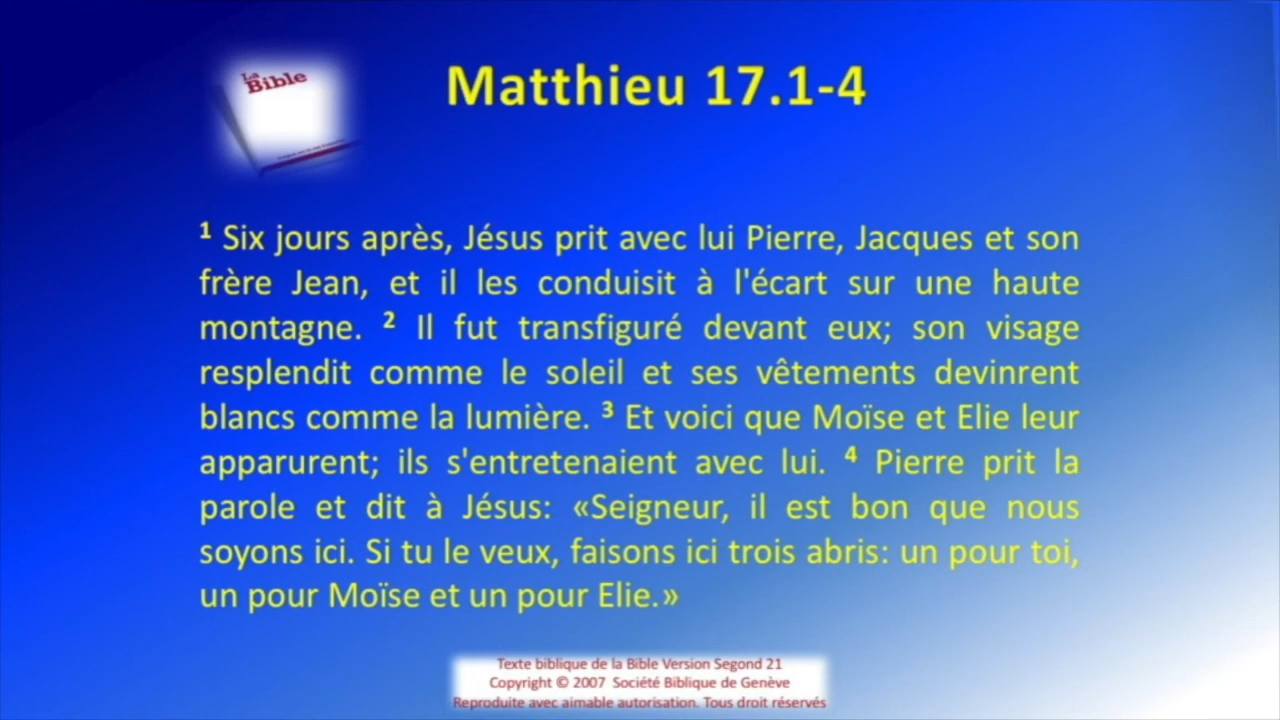 La
Bible
Matthieu 17.1-4
¹ Six jours après, Jésus prit avec lui Pierre, Jacques et son
frère Jean, et il les conduisit à l'écart sur une haute
montagne. ² Il fut transfiguré devant eux; son visage
resplendit comme le soleil et ses vêtements devinrent
blancs comme la lumière. ³ Et voici que Moïse et Elie leur
apparurent; ils s'entretenaient avec lui. ⁴ Pierre prit la
parole et dit à Jésus: «Seigneur, il est bon que nous
soyons ici. Si tu le veux, faisons ici trois abris: un pour toi,
un pour Moïse et un pour Elie.»
Texte biblique de la Bible Version Segond 21
Copyright © 2007 Société Biblique de Genève
Reproduite avec aimable autorisation. Tous droit réservés